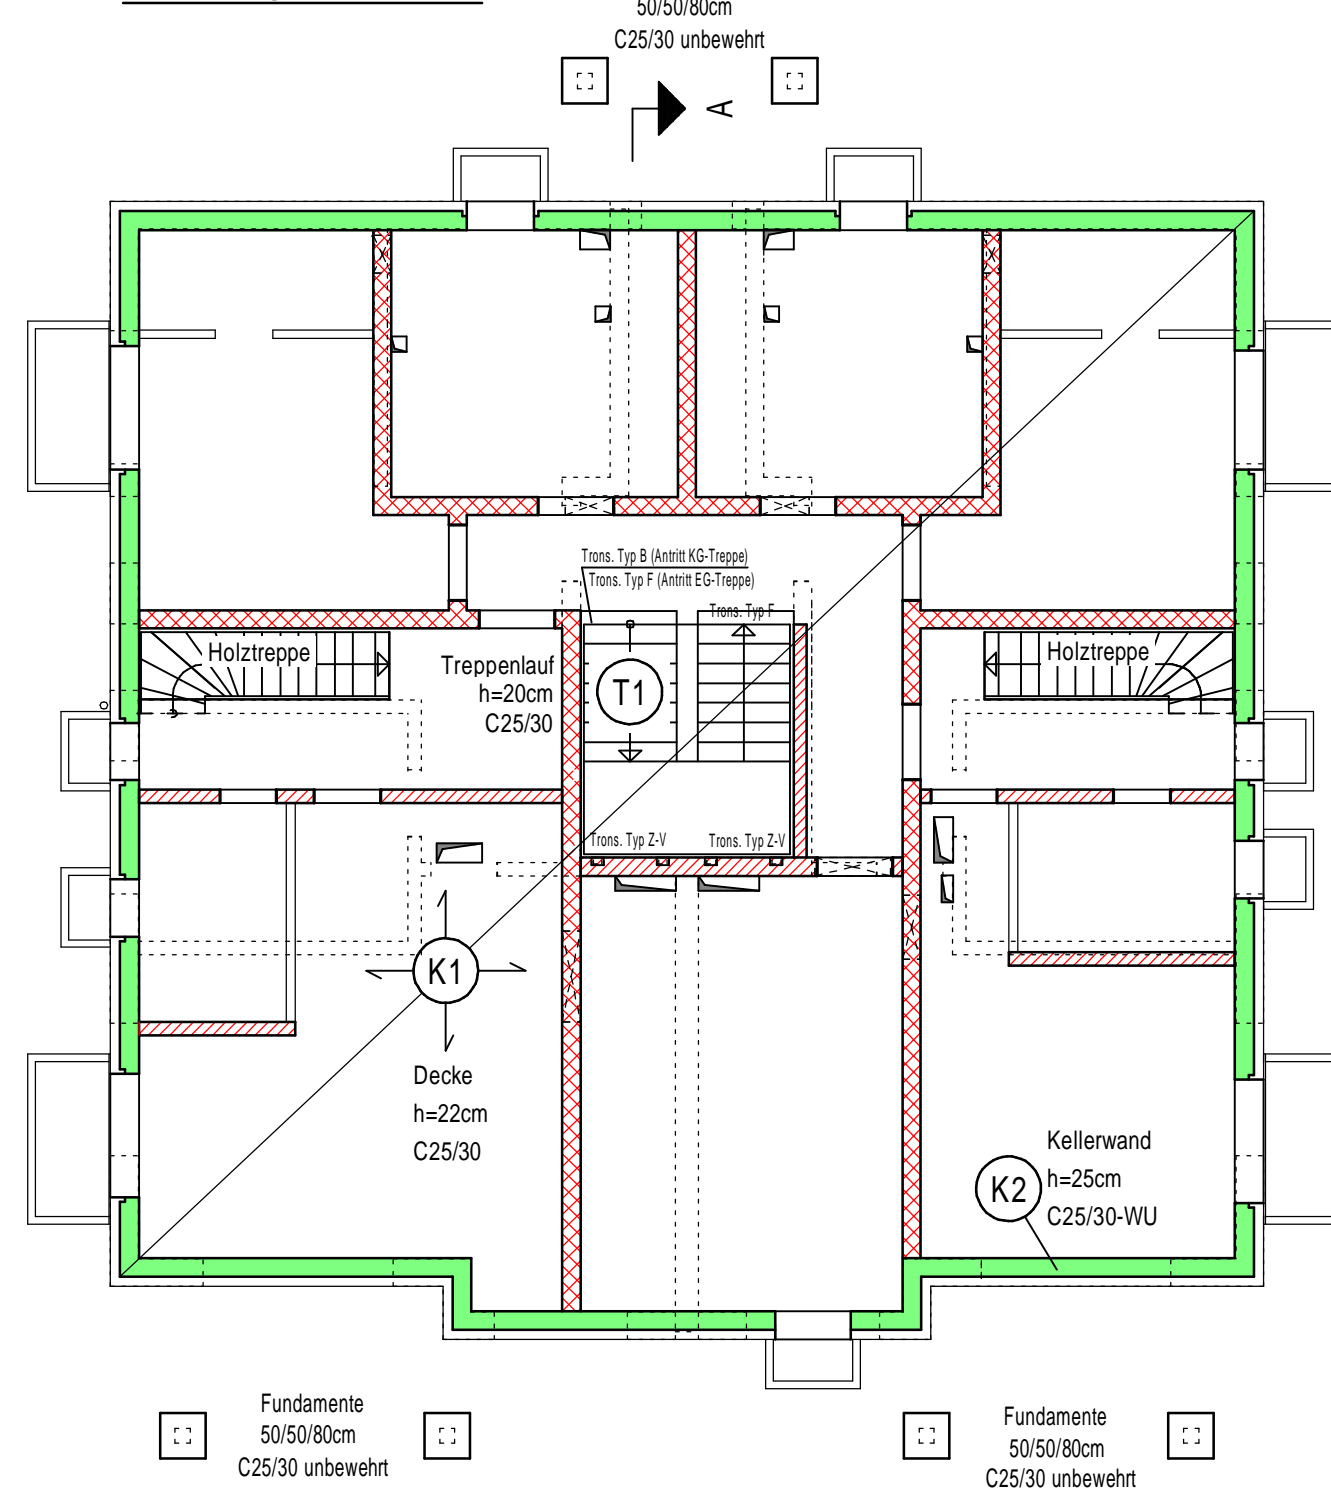 50/50/80cm
C25/30 unbewehrt
A
Trons. Typ B (Antritt KG-Treppe)
Trons. Typ F (Antritt EG-Treppe)
Trons. Typ F
Holztreppe
Treppenlauf
h=20cm
C25/30
T1
Holztreppe
Trons. Typ Z-V
Trons. Typ Z-V
K1
Decke
h=22cm
C25/30
Kellerwand
K2
h=25cm
C25/30-WU
Fundamente
50/50/80cm
C25/30 unbewehrt
Fundamente
50/50/80cm
C25/30 unbewehrt